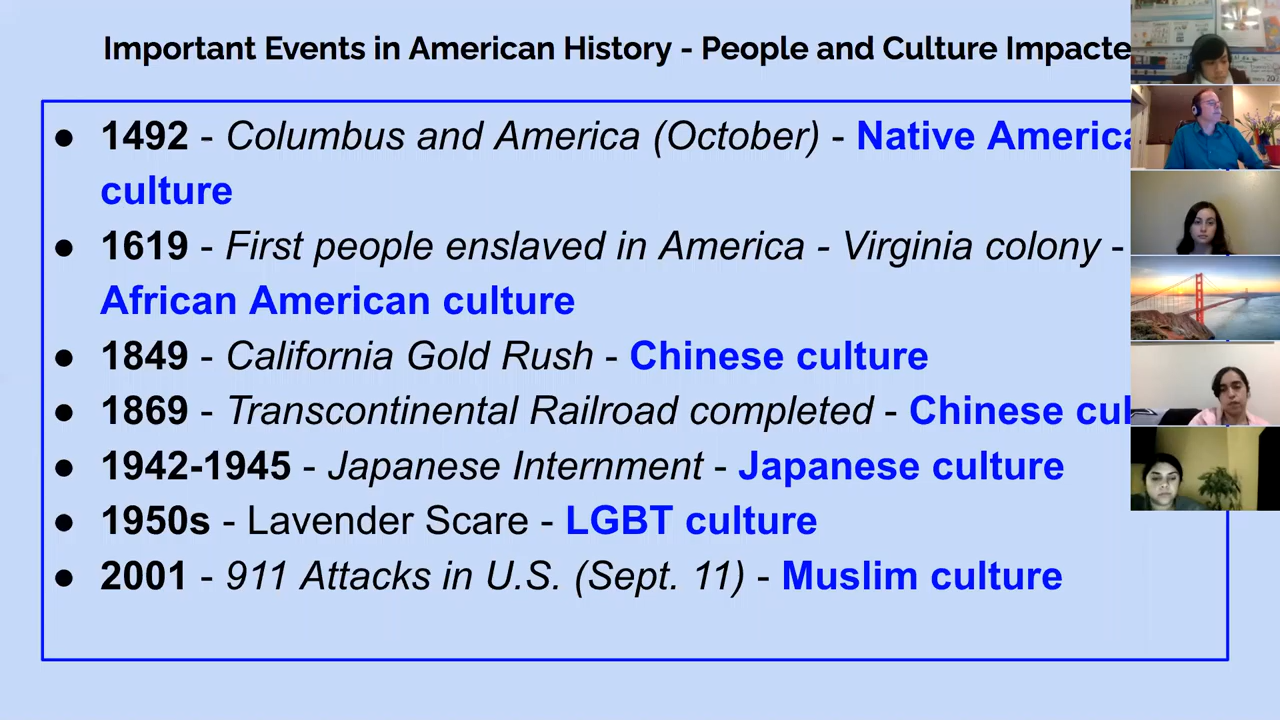 Important Events in American History - People and Culture Impacte
● 1492 - Columbus and America (October) - Native Americ
culture
● 1619 - First people enslaved in America - Virginia colony -
African American culture
● 1849 - California Gold Rush - Chinese culture
● 1869 - Transcontinental Railroad completed - Chinese cul
● 1942-1945 - Japanese Internment - Japanese culture
● 1950s - Lavender Scare - LGBT culture
● 2001 - 911 Attacks in U.S. (Sept. 11) - Muslim culture